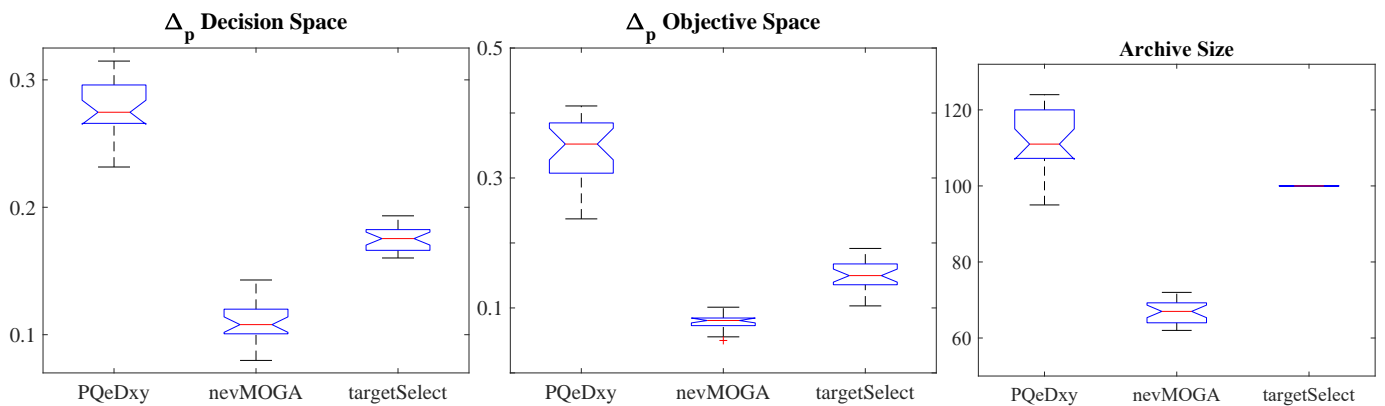 Δp Decision Space
0.3
0.2
0.1
PQeDxy nevMOGA targetSelect
Δp Objective Space
0.5
0.3
0.1
PQeDxy nevMOGA targetSelect
Archive Size
120
100
80
60
PQeDxy nevMOGA targetSelect